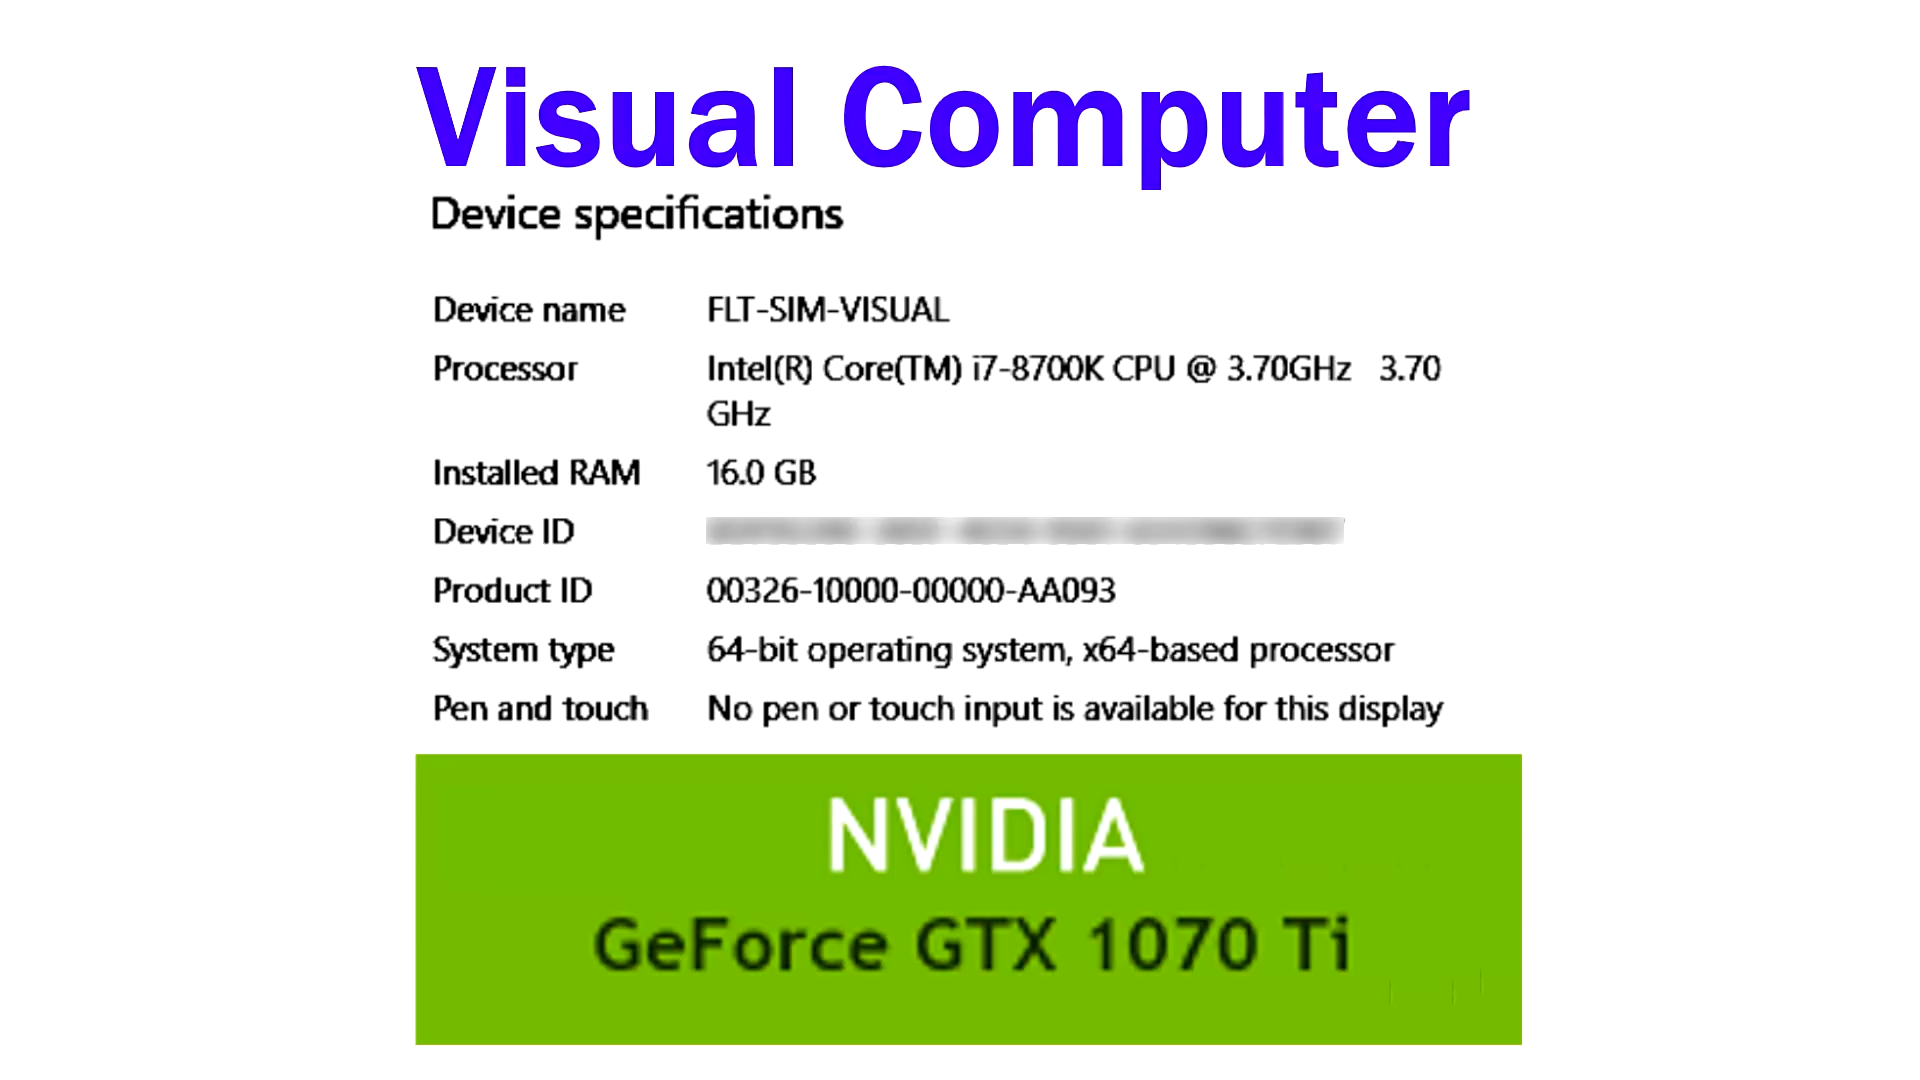 Visual Computer
Device specifications
Device name FLT-SIM-VISUAL
Processor Intel(R) Core(TM) i7-8700K CPU @ 3.70GHz 3.70
GHz
Installed RAM 16.0 GB
Device ID
Product ID 00326-10000-00000-AA093
System type 64-bit operating system, x64-based processor
Pen and touch No pen or touch input is available for this display
NVIDIA
GeForce GTX 1070 Ti